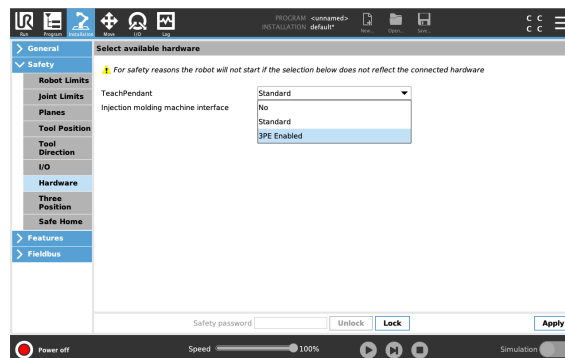 UR
Run
Program
Installation
Move
I/O
Log
PROGRAM <unnamed>
INSTALLATION default*
New...
Open...
Save...
C C
C C
General
Safety
Robot Limits
Joint Limits
Planes
Tool Position
Tool
Direction
I/O
Hardware
Three
Position
Safe Home
Features
Fieldbus
Select available hardware
For safety reasons the robot will not start if the selection below does not reflect the connected hardware
TeachPendant
Standard
Injection molding machine interface
No
Standard
3PE Enabled
Safety password
Unlock
Lock
Apply
Power off
Speed
100%
Simulation